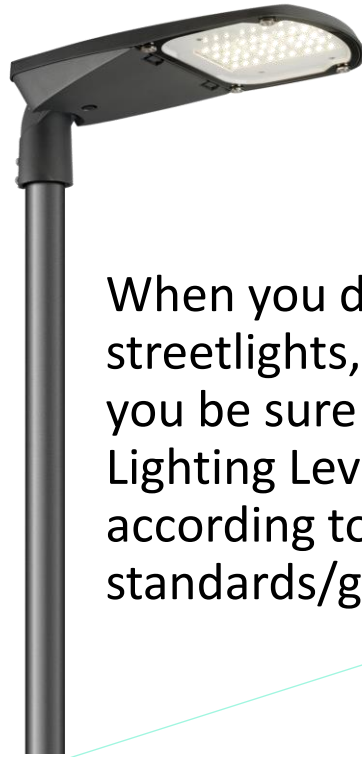 When you d
streetlights,
you be sure
Lighting Lev
according to
standards/g